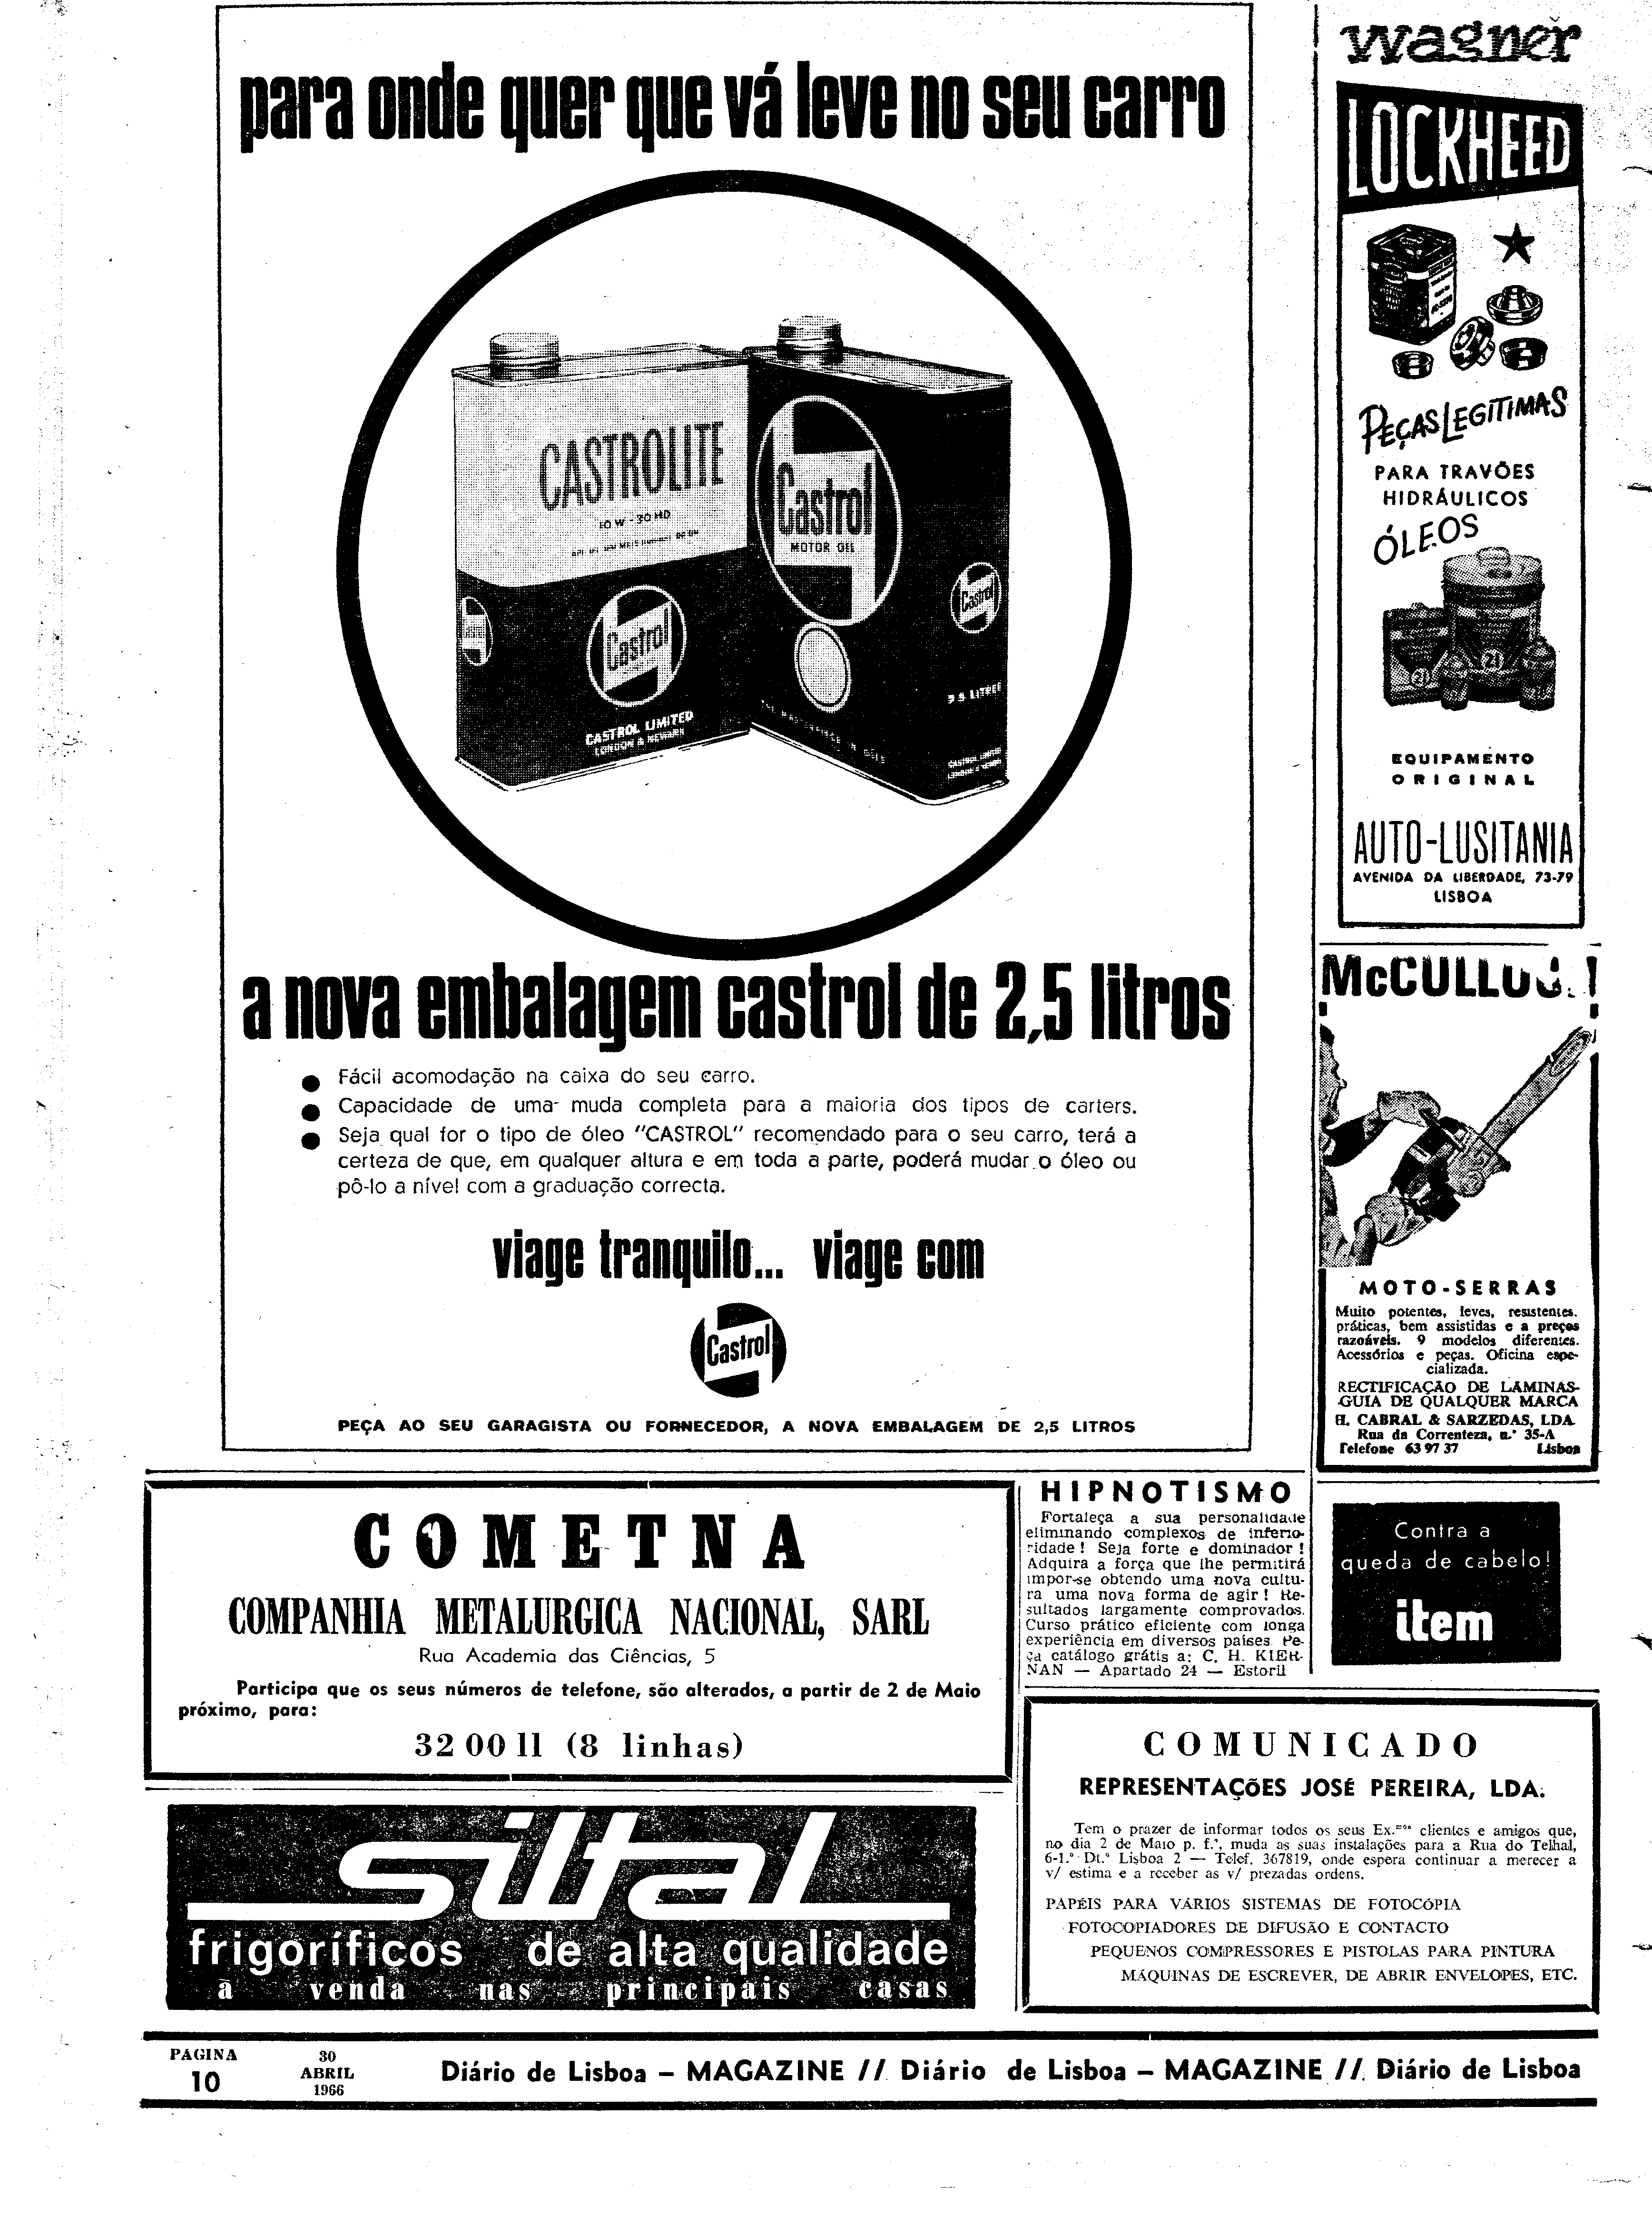 para onde quer que vá leve no seu carro
CASTROLITE
10 W - 30 HD
Castrol
CASTROL LIMITED
LONDON & NEWARK
Castrol
MOTOR OIL
Castrol
a nova embalagem castrol de 2,5 litros
● Fácil acomodação na caixa do seu carro.
● Capacidade de uma- muda completa para a maioria dos tipos de carters.
● Seja qual for o tipo de óleo "CASTROL" recomendado para o seu carro, terá a
certeza de que, em qualquer altura e em toda a parte, poderá mudar o óleo ou
pô-lo a nível com a graduação correcta.
viage tranquilo... viage com
Castrol
PEÇA AO SEU GARAGISTA OU FORNECEDOR, A NOVA EMBALAGEM DE 2,5 LITROS
wagner
LOCKHEED
PEÇAS LEGITIMAS
PARA TRAVÕES
HIDRÁULICOS
ÓLEOS
21
21
EQUIPAMENTO
ORIGINAL
AUTO-LUSITANIA
AVENIDA DA LIBERDADE, 73-79
LISBOA
MOTO-SERRAS
Muito potentes, leves, resistentes.
práticas, bem assistidas e a preços
razoáveis. 9 modelos diferentes.
Acessórios e peças. Oficina espe-
cializada.
RECTIFICAÇÃO DE LÂMINAS-
-GUIA DE QUALQUER MARCA
H. CABRAL & SARZEDAS, LDA
Rua da Correnteza, n.º 35-A
Telefone 63 97 37 Lisboa
COMETNA
COMPANHIA METALURGICA NACIONAL, SARL
Rua Academia das Ciências, 5
Participa que os seus números de telefone, são alterados, a partir de 2 de Maio
próximo, para:
32 00 11 (8 linhas)
HIPNOTISMO
Fortaleça a sua personalidade
eliminando complexos de inferio-
ridade! Seja forte e dominador!
Adquira a força que lhe permitirá
impor-se obtendo uma nova cultu-
ra uma nova forma de agir! Re-
sultados largamente comprovados.
Curso prático eficiente com longa
experiência em diversos países. Pe-
ça catálogo grátis a: C. H. KIER-
NAN — Apartado 24 — Estoril
Contra a
queda de cabelo!
item
siltal
frigoríficos de alta qualidade
à venda nas principais casas
COMUNICADO
REPRESENTAÇÕES JOSÉ PEREIRA, LDA.
Tem o prazer de informar todos os seus Ex.mos clientes e amigos que,
no dia 2 de Maio p. f.º, muda as suas instalações para a Rua do Telhal,
6-1.º Dt.º Lisboa 2 — Telef. 367819, onde espera continuar a merecer a
v/ estima e a receber as v/ prezadas ordens.
PAPÉIS PARA VÁRIOS SISTEMAS DE FOTOCÓPIA
FOTOCOPIADORES DE DIFUSÃO E CONTACTO
PEQUENOS COMPRESSORES E PISTOLAS PARA PINTURA
MÁQUINAS DE ESCREVER, DE ABRIR ENVELOPES, ETC.
PAGINA
10
30
ABRIL
1966
Diário de Lisboa – MAGAZINE // Diário de Lisboa – MAGAZINE // Diário de Lisboa